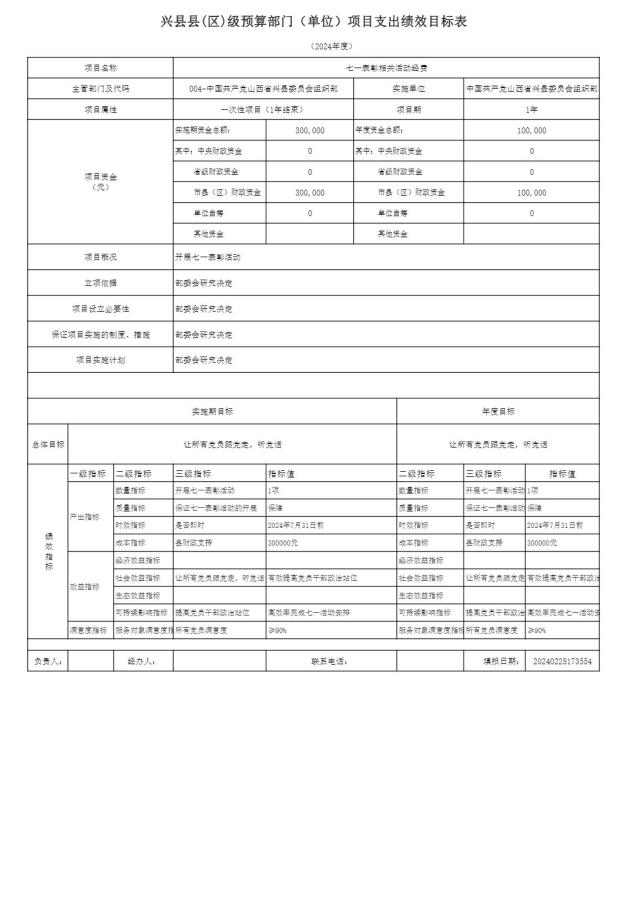 兴县县(区)级预算部门（单位）项目支出绩效目标表
（2024年度）
项目名称 七一表彰相关活动经费
主管部门及代码 004-中国共产党山西省兴县委员会组织部 实施单位 中国共产党山西省兴县委员会组织部
项目属性 一次性项目（1年结束） 项目期 1年
项目资金（元） 实施期资金总额: 300,000 年度资金总额: 100,000
其中: 中央财政资金 0 其中: 中央财政资金 0
省级财政资金 0 省级财政资金 0
市县（区）财政资金 300,000 市县（区）财政资金 100,000
单位自筹 0 单位自筹 0
其他资金 其他资金
项目概况 开展七一表彰活动
立项依据 部委会研究决定
项目设立必要性 部委会研究决定
保证项目实施的制度、措施 部委会研究决定
项目实施计划 部委会研究决定
实施期目标 年度目标
总体目标 让所有党员跟党走, 听党话 让所有党员跟党走, 听党话
绩效指标 一级指标 二级指标 三级指标 指标值 二级指标 三级指标 指标值
产出指标 数量指标 开展七一表彰活动 1项 数量指标 开展七一表彰活动 1项
质量指标 保证七一表彰活动的开展 保障 质量指标 保证七一表彰活动 保障
时效指标 是否即时 2024年7月31日前 时效指标 是否即时 2024年7月31日前
成本指标 县财政支持 300000元 成本指标 县财政支持 300000元
效益指标 经济效益指标 经济效益指标
社会效益指标 让所有党员跟党走, 听党话 有效提高党员干部政治站位 社会效益指标 让所有党员跟党走 有效提高党员干部政治
生态效益指标 生态效益指标
可持续影响指标 提高党员干部政治站位 高效率完成七一活动安排 可持续影响指标 提高党员干部政治 高效率完成七一活动安
满意度指标 服务对象满意度指 所有党员满意度 ≥90% 服务对象满意度指标 所有党员满意度 ≥90%
负责人: 经办人: 联系电话: 填报日期: 20240228173554